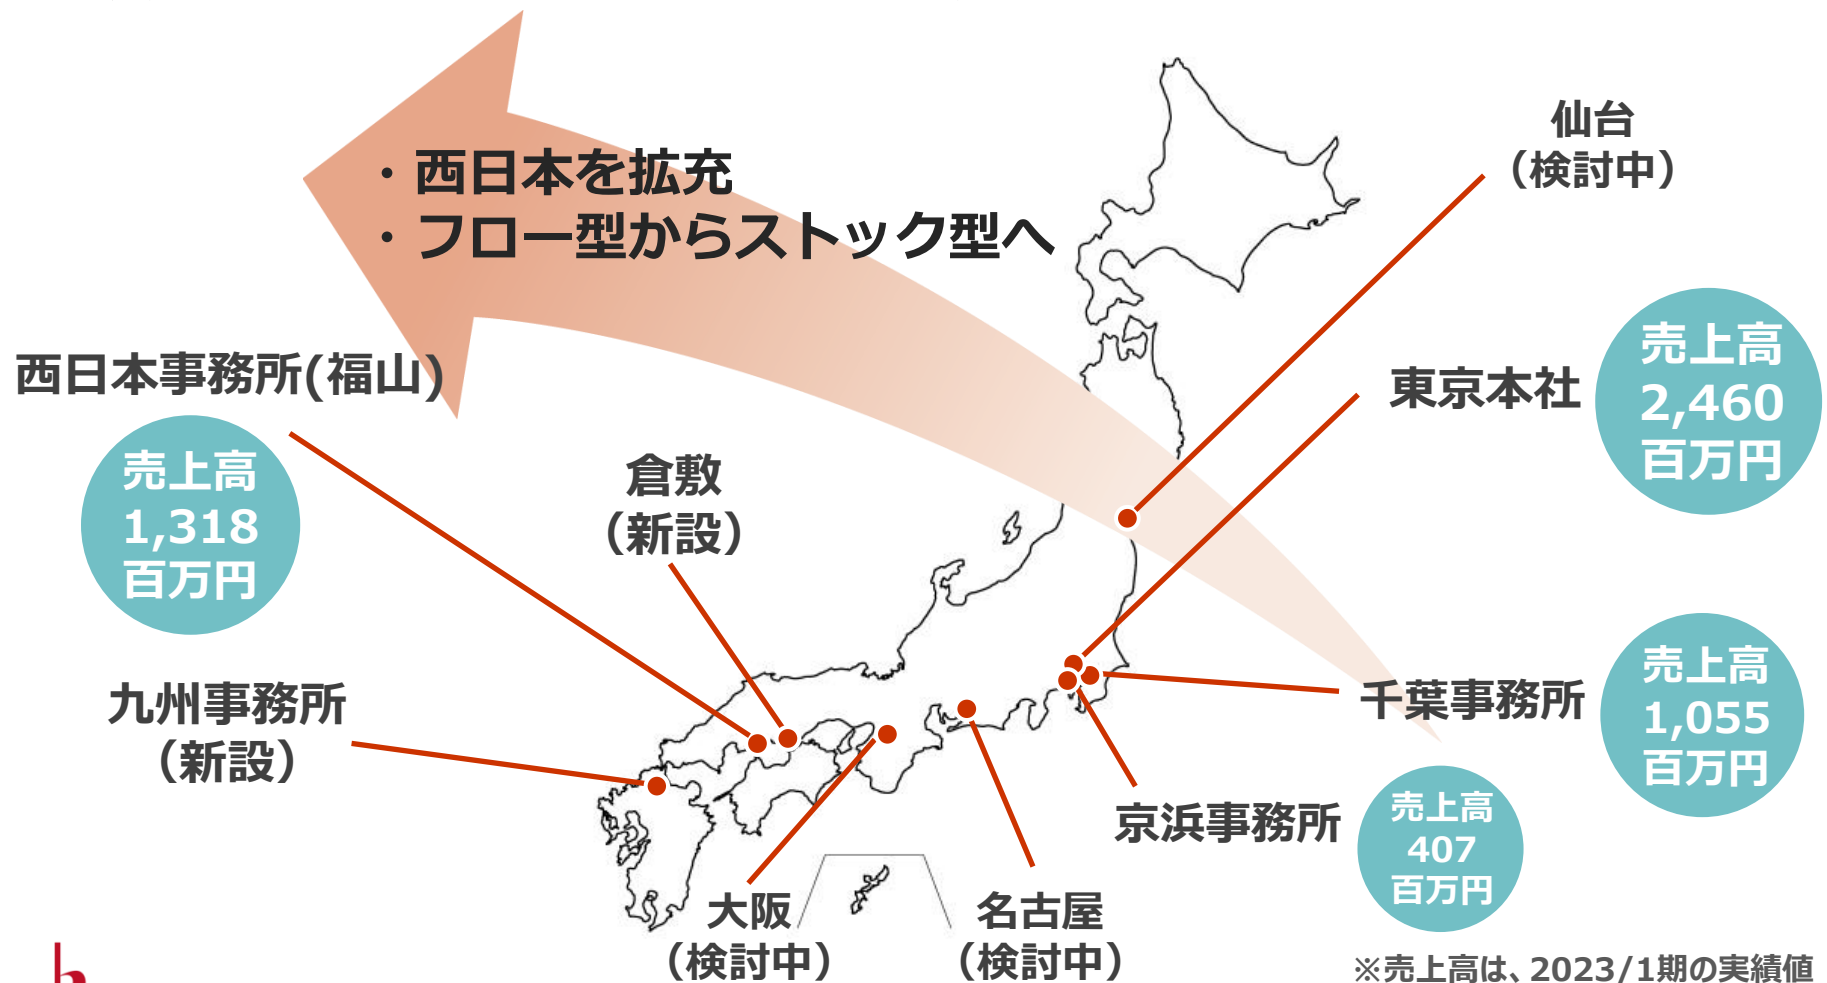 ・西日本を拡充
・フロー型からストック型へ
仙台
（検討中）
東京本社
売上高
2,460
百万円
西日本事務所(福山)
売上高
1,318
百万円
倉敷
（新設）
九州事務所
（新設）
千葉事務所
売上高
1,055
百万円
京浜事務所
売上高
407
百万円
大阪
（検討中）
名古屋
（検討中）
※売上高は、2023/1期の実績値